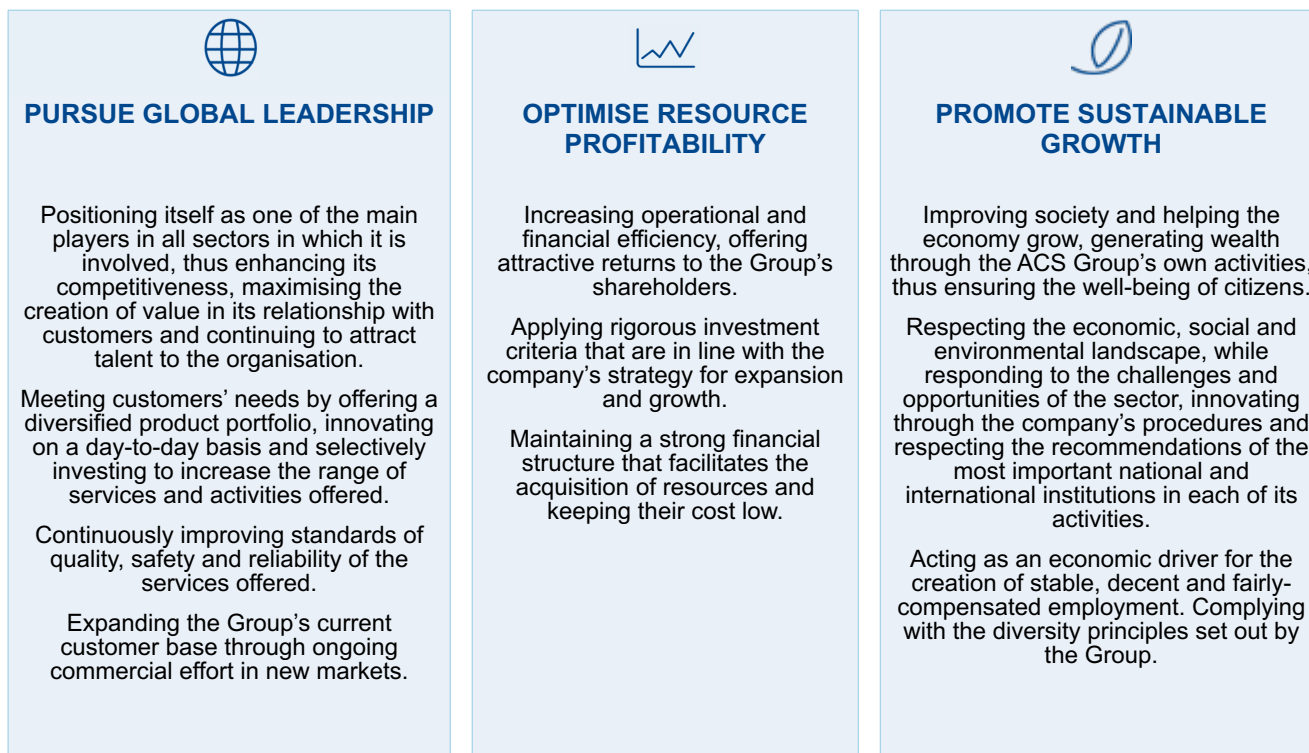 PURSUE GLOBAL LEADERSHIP
Positioning itself as one of the main
players in all sectors in which it is
involved, thus enhancing its
competitiveness, maximising the
creation of value in its relationship with
customers and continuing to attract
talent to the organisation.
Meeting customers’ needs by offering a
diversified product portfolio, innovating
on a day-to-day basis and selectively
investing to increase the range of
services and activities offered.
Continuously improving standards of
quality, safety and reliability of the
services offered.
Expanding the Group’s current
customer base through ongoing
commercial effort in new markets.
OPTIMISE RESOURCE
PROFITABILITY
Increasing operational and
financial efficiency, offering
attractive returns to the Group’s
shareholders.
Applying rigorous investment
criteria that are in line with the
company’s strategy for expansion
and growth.
Maintaining a strong financial
structure that facilitates the
acquisition of resources and
keeping their cost low.
PROMOTE SUSTAINABLE
GROWTH
Improving society and helping the
economy grow, generating wealth
through the ACS Group’s own activities,
thus ensuring the well-being of citizens.
Respecting the economic, social and
environmental landscape, while
responding to the challenges and
opportunities of the sector, innovating
through the company’s procedures and
respecting the recommendations of the
most important national and
international institutions in each of its
activities.
Acting as an economic driver for the
creation of stable, decent and fairly-
compensated employment. Complying
with the diversity principles set out by
the Group.